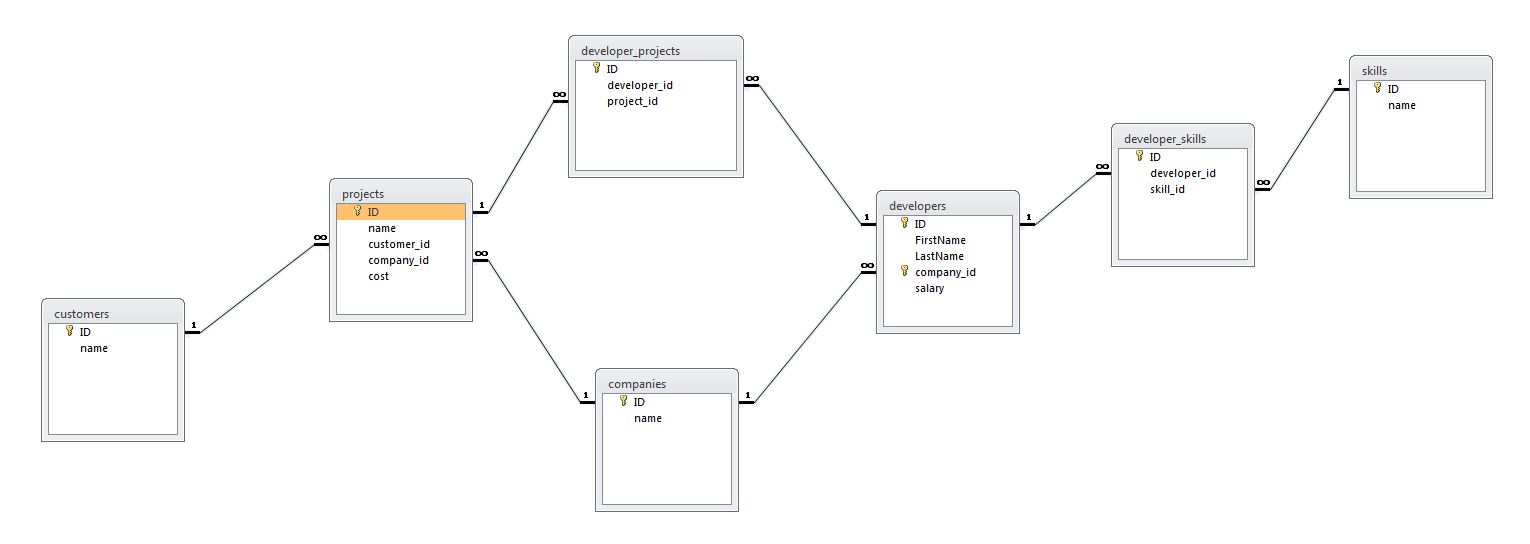 developer_projects
ID
developer_id
project_id
skills
ID
name
developer_skills
ID
developer_id
skill_id
projects
ID
name
customer_id
company_id
cost
developers
ID
FirstName
LastName
company_id
salary
customers
ID
name
companies
ID
name
∞
1
∞
1
∞
1
∞
1
∞
1
∞
1
∞
1